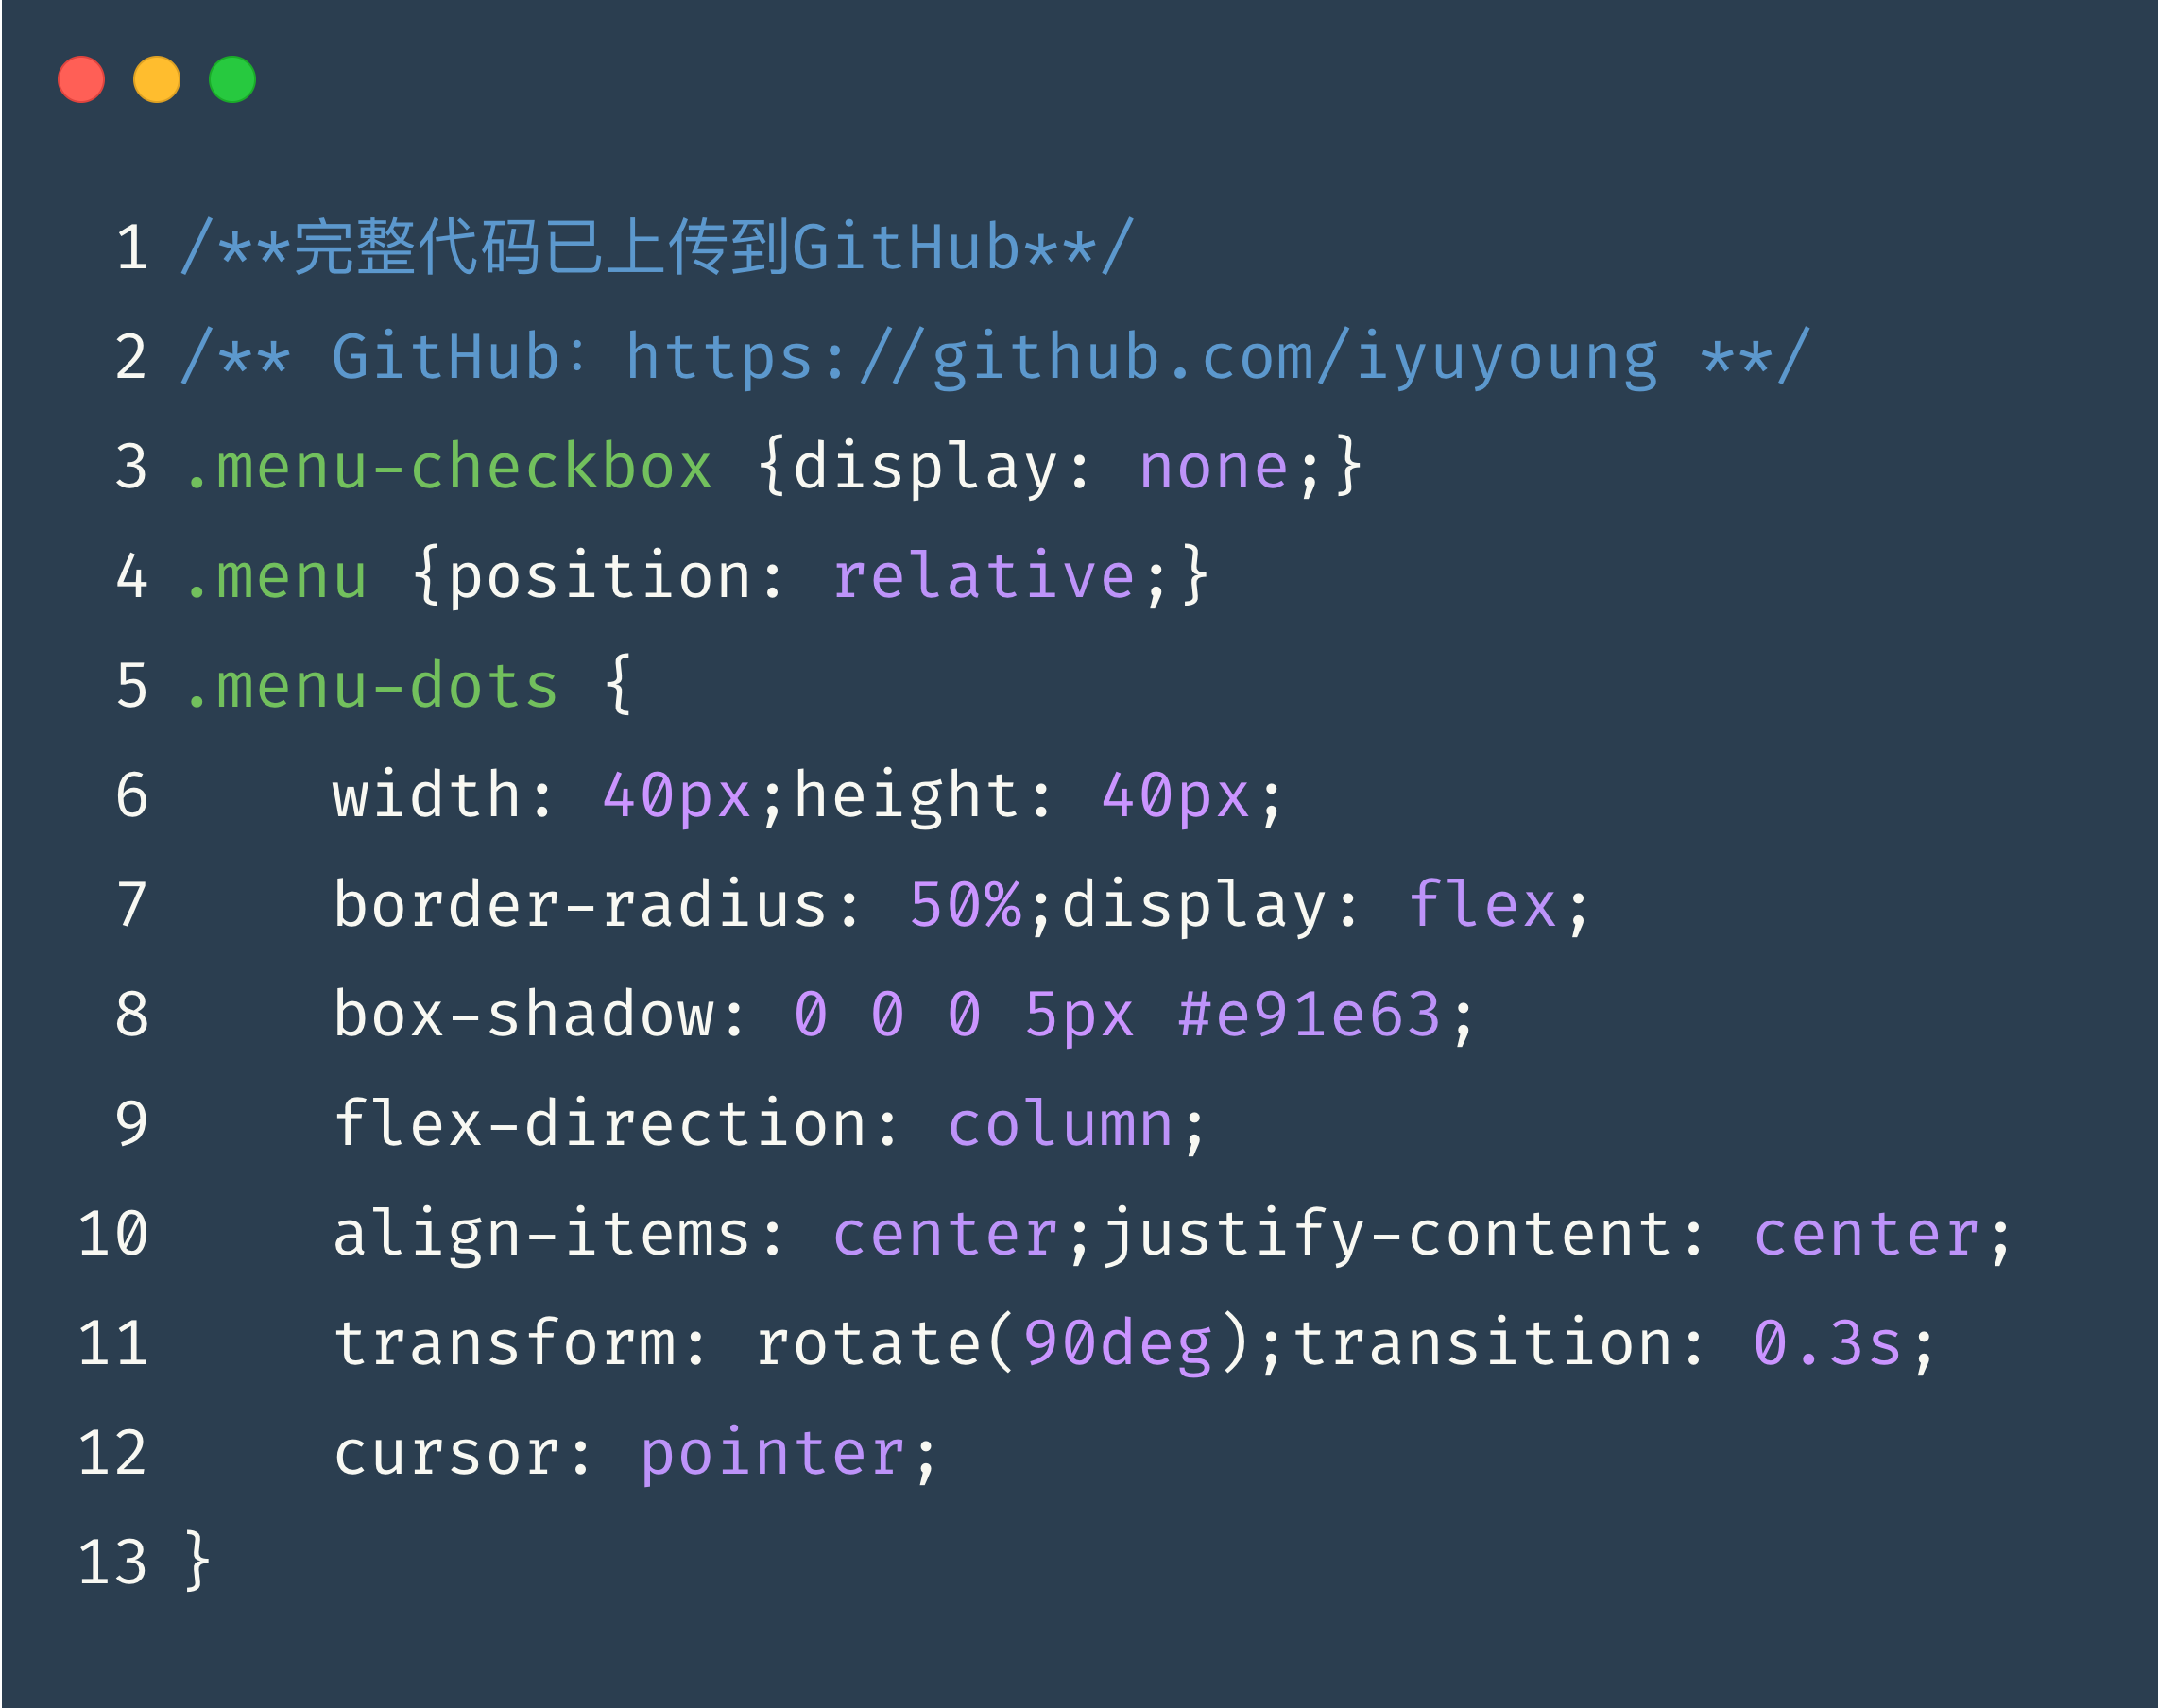 1 /**完整代码已上传到GitHub**/
2 /** GitHub：https://github.com/iyuyoung **/
3 .menu-checkbox {display: none;}
4 .menu {position: relative;}
5 .menu-dots {
6     width: 40px;height: 40px;
7     border-radius: 50%;display: flex;
8     box-shadow: 0 0 0 5px #e91e63;
9     flex-direction: column;
10     align-items: center;justify-content: center;
11     transform: rotate(90deg);transition: 0.3s;
12     cursor: pointer;
13 }